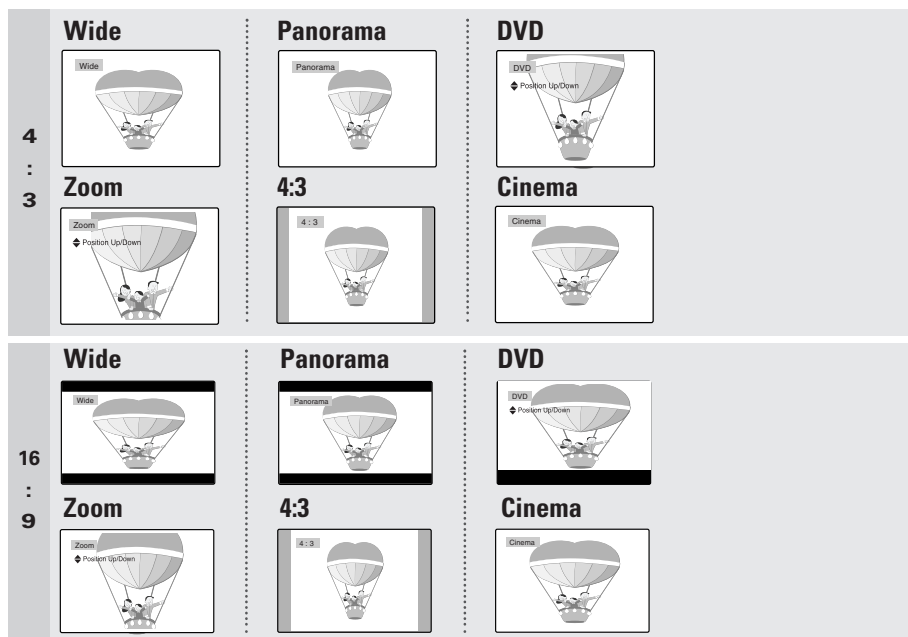 4
:
3
Wide
Wide
Panorama
Panorama
DVD
DVD
Position Up/Down
Zoom
Zoom
Position Up/Down
4:3
4 : 3
Cinema
Cinema
16
:
9
Wide
Wide
Panorama
Panorama
DVD
DVD
Position Up/Down
Zoom
Zoom
Position Up/Down
4:3
4 : 3
Cinema
Cinema